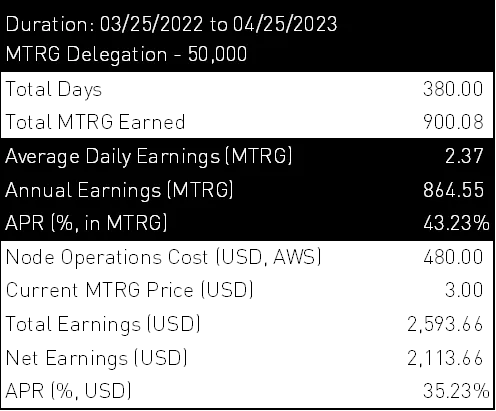 Duration: 03/25/2022 to 04/25/2023
MTRG Delegation - 50,000
Total Days 380.00
Total MTRG Earned 900.08
Average Daily Earnings (MTRG) 2.37
Annual Earnings (MTRG) 864.55
APR (%, in MTRG) 43.23%
Node Operations Cost (USD, AWS) 480.00
Current MTRG Price (USD) 3.00
Total Earnings (USD) 2,593.66
Net Earnings (USD) 2,113.66
APR (%, USD) 35.23%